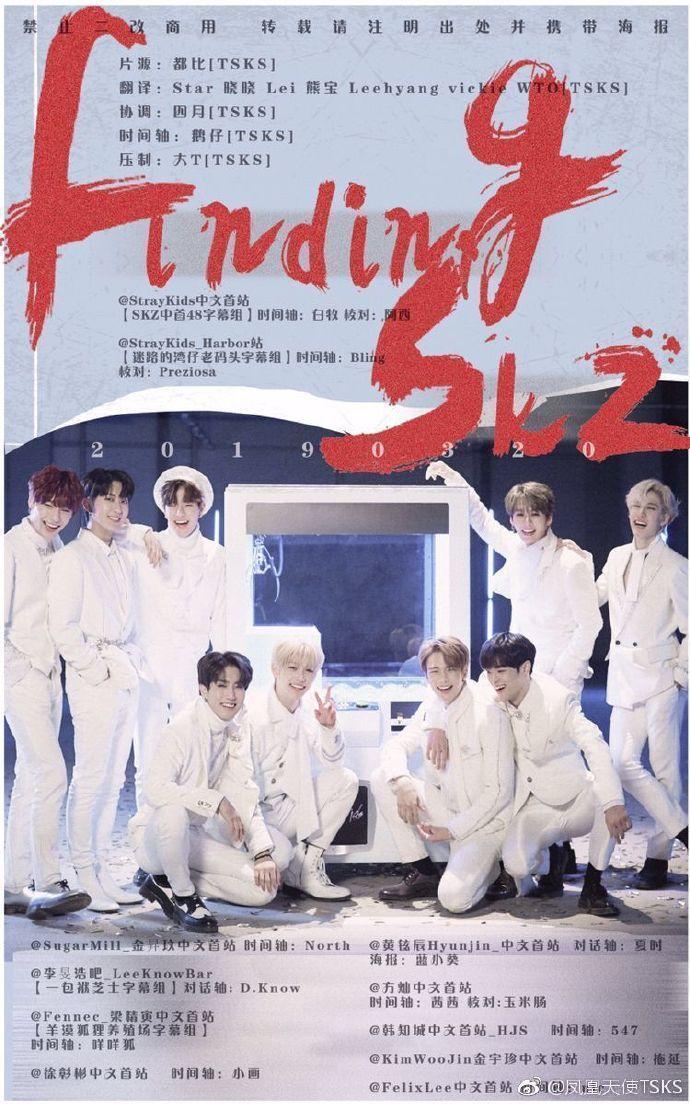 禁止二改商用 转载请注明出处并携带海报
片源：都比[TSKS]
翻译：Star 晓晓 Lei 熊宝 Leehyang vickie WTO[TSKS]
协调：四月[TSKS]
时间轴：鹅仔[TSKS]
压制：大T[TSKS]
finding
SKZ
@StrayKids中文首站
【SKZ中首48字幕组】时间轴：白牧 校对：阿西
@StrayKids_Harbor站
【迷路的湾仔老码头字幕组】时间轴：Bling
校对：Preziosa
20190320
@SugarMill_金昇玟中文首站 时间轴：North
@李旻浩吧_LeeKnowBar
【一包袱芝士字幕组】对话轴：D.Know
@Fennec_梁精寅中文首站
【羊漠狐狸养殖场字幕组】
时间轴：咩咩狐
@徐彰彬中文首站 时间轴：小画
@黄铉辰Hyunjin_中文首站 对话轴：夏时
海报：蓝小葵
@方灿中文首站
时间轴：茜茜 校对:玉米肠
@韩知城中文首站_HJS 时间轴：547
@KimWooJin金宇珍中文首站 时间轴：拖延
@FelixLee中文首站
@凤凰天使TSKS